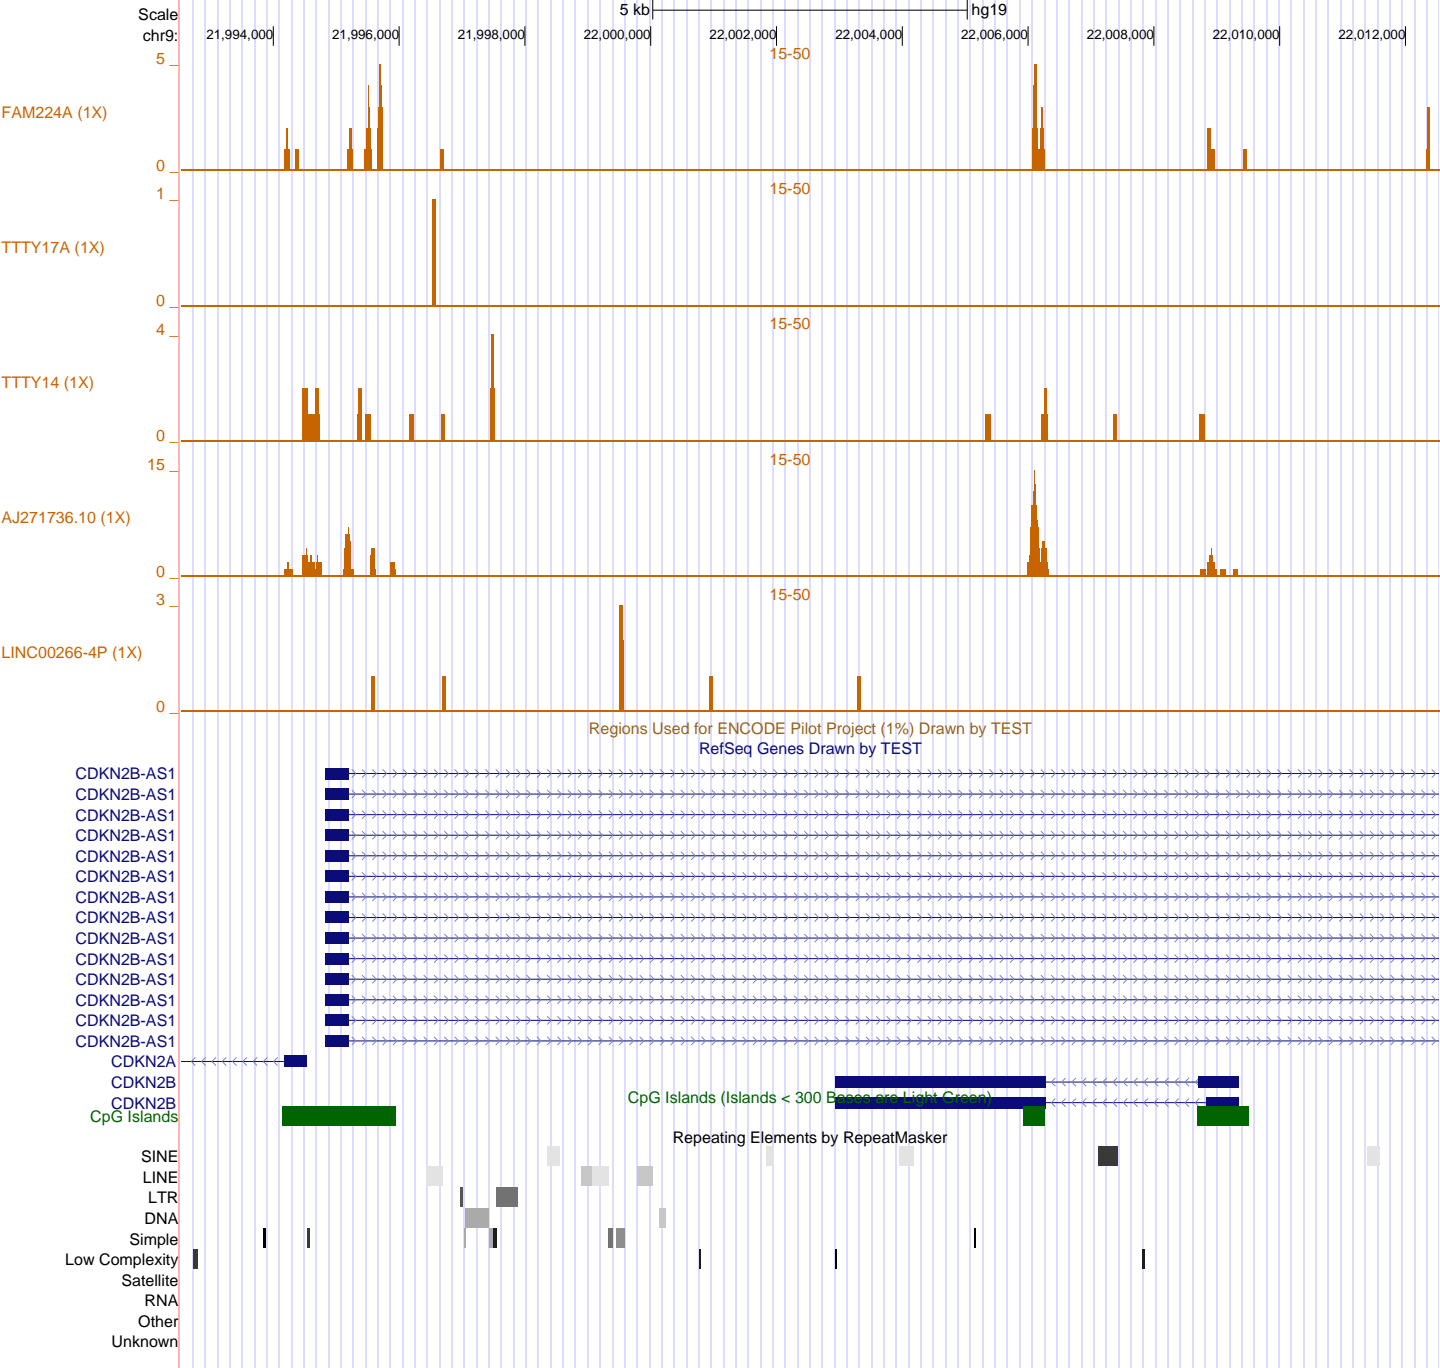 Scale 5 kb hg19
chr9: 21,994,000 21,996,000 21,998,000 22,000,000 22,002,000 22,004,000 22,006,000 22,008,000 22,010,000 22,012,000
15-50
5
FAM224A (1X)
0
15-50
1
TTTY17A (1X)
0
15-50
4
TTTY14 (1X)
0
15-50
15
AJ271736.10 (1X)
0
15-50
3
LINC00266-4P (1X)
0
Regions Used for ENCODE Pilot Project (1%) Drawn by TEST
RefSeq Genes Drawn by TEST
CDKN2B-AS1
CDKN2B-AS1
CDKN2B-AS1
CDKN2B-AS1
CDKN2B-AS1
CDKN2B-AS1
CDKN2B-AS1
CDKN2B-AS1
CDKN2B-AS1
CDKN2B-AS1
CDKN2B-AS1
CDKN2B-AS1
CDKN2B-AS1
CDKN2B-AS1
CDKN2A
CDKN2B
CpG Islands (Islands < 300 Bases are Light Green)
CDKN2B
CpG Islands
Repeating Elements by RepeatMasker
SINE
LINE
LTR
DNA
Simple
Low Complexity
Satellite
RNA
Other
Unknown